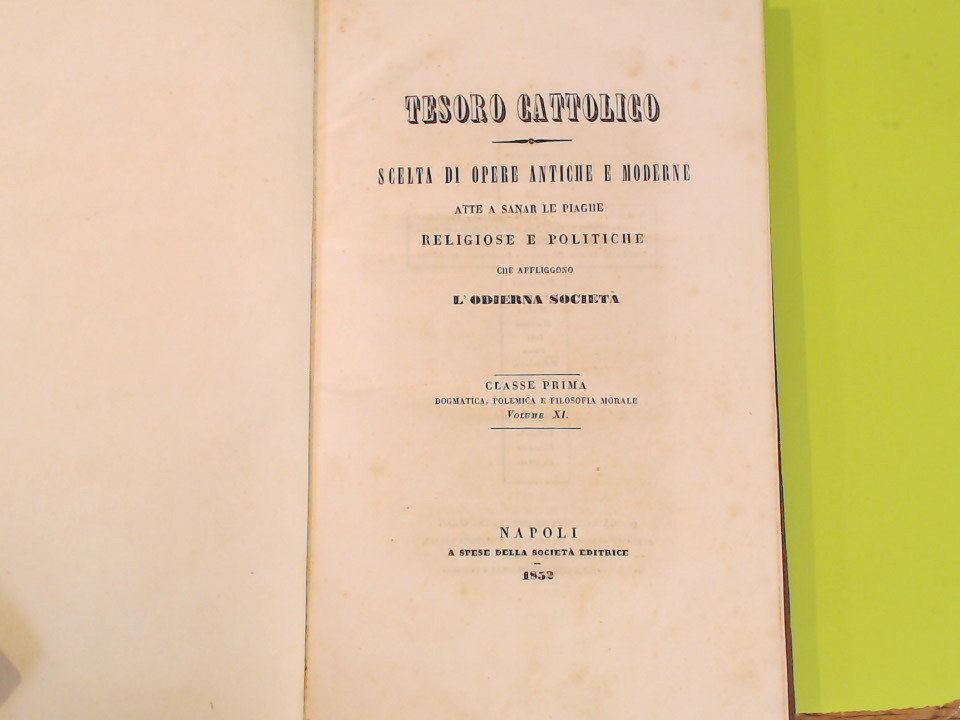 TESORO CATTOLICO
SCELTA DI OPERE ANTICHE E MODERNE
ATTE A SANAR LE PIAGHE
RELIGIOSE E POLITICHE
CHE AFFLIGGONO
L'ODIERNA SOCIETÀ
CLASSE PRIMA
DOGMATICA, POLEMICA E FILOSOFIA MORALE
VOLUME XI.
NAPOLI
A SPESE DELLA SOCIETÀ EDITRICE
1852